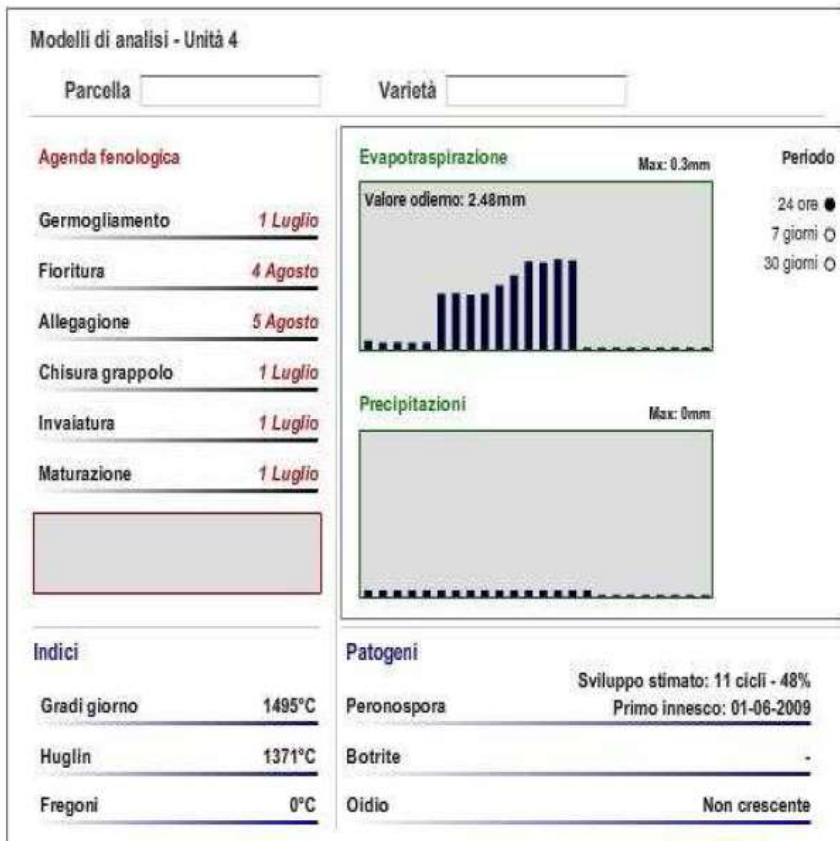 Modelli di analisi - Unità 4
Parcella
Varietà
Agenda fenologica
Germogliamento 1 Luglio
Fioritura 4 Agosto
Allegagione 5 Agosto
Chisura grappolo 1 Luglio
Invaiatura 1 Luglio
Maturazione 1 Luglio
Evapotraspirazione Max: 0.3mm
Valore odierno: 2.48mm
Periodo
24 ore
7 giorni
30 giorni
Precipitazioni Max: 0mm
Indici
Gradi giorno 1495°C
Huglin 1371°C
Fregoni 0°C
Patogeni
Sviluppo stimato: 11 cicli - 48%
Peronospora Primo innesco: 01-06-2009
Botrite -
Oidio Non crescente